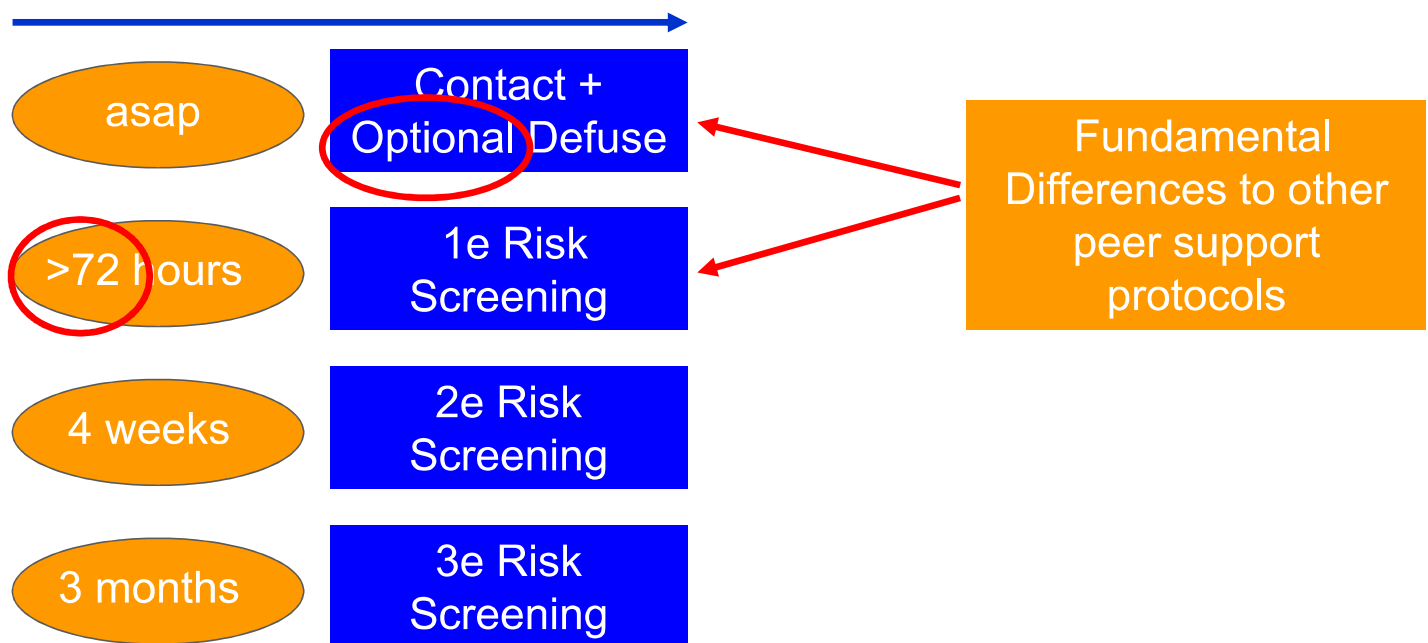 asap
Contact +
Optional Defuse
>72 hours
1e Risk
Screening
4 weeks
2e Risk
Screening
3 months
3e Risk
Screening
Fundamental
Differences to other
peer support
protocols